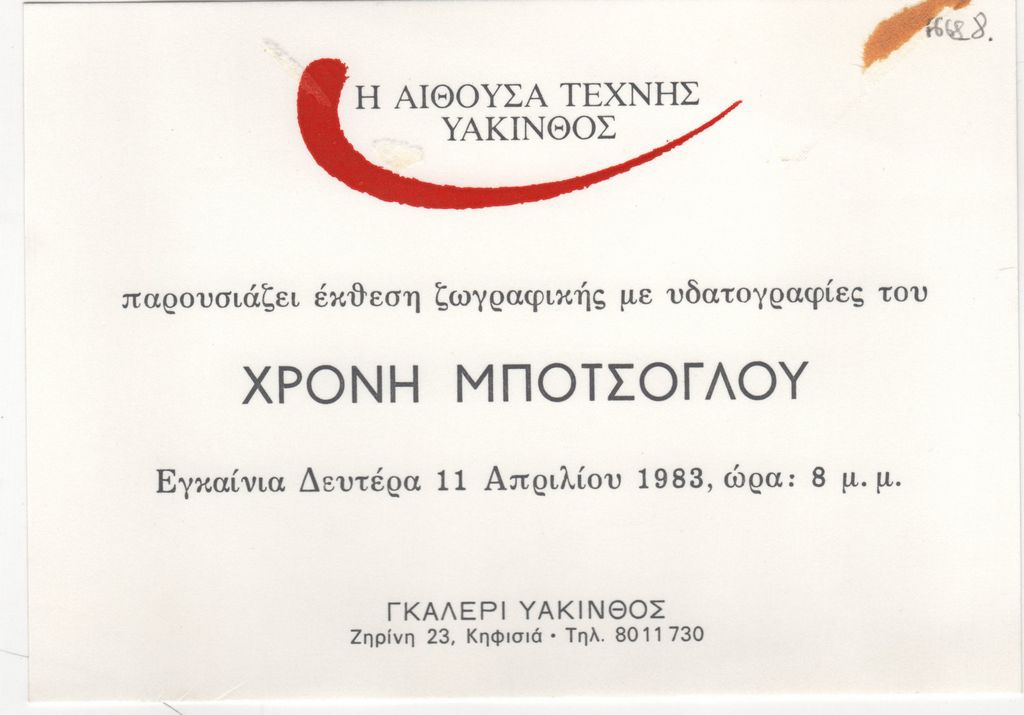 Η ΑΙΘΟΥΣΑ ΤΕΧΝΗΣ
ΥΑΚΙΝΘΟΣ
παρουσιάζει έκθεση ζωγραφικής με υδατογραφίες του
ΧΡΟΝΗ ΜΠΟΤΣΟΓΛΟΥ
Εγκαίνια Δευτέρα 11 Απριλίου 1983, ώρα: 8 μ.μ.
ΓΚΑΛΕΡΙ ΥΑΚΙΝΘΟΣ
Ζηρίνη 23, Κηφισιά • Τηλ. 8011730